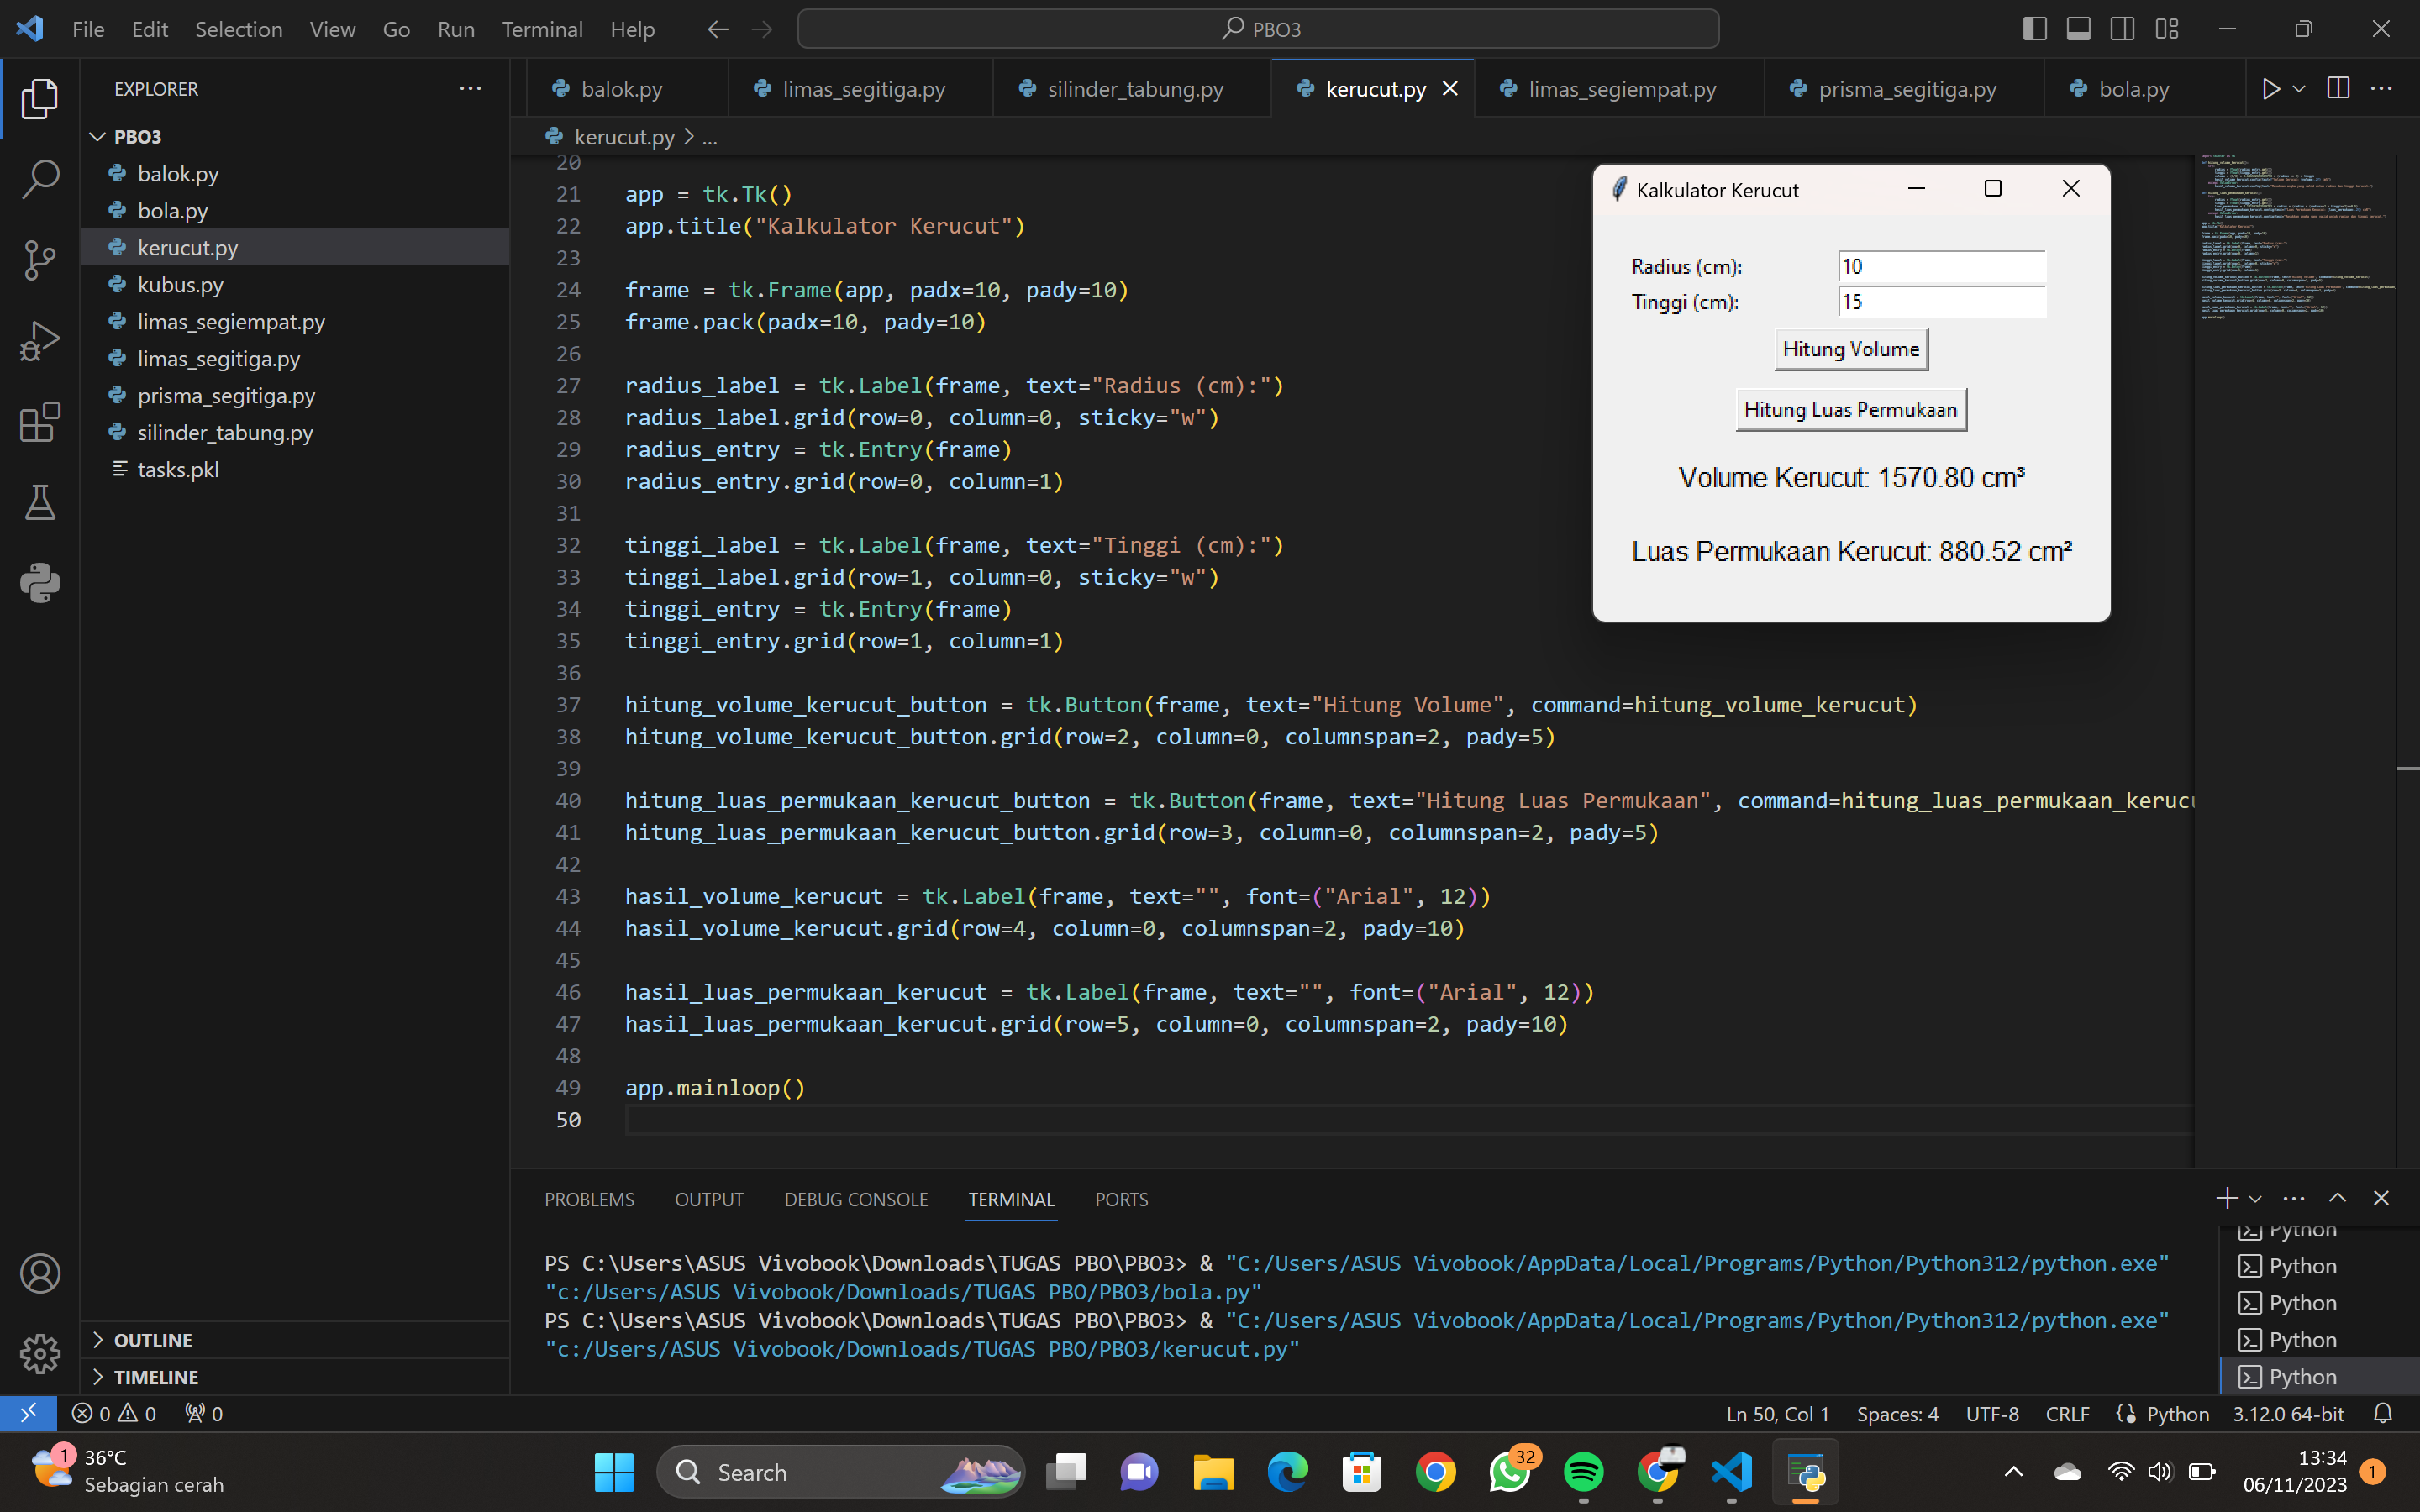 File Edit Selection View Go Run Terminal Help
PBO3
EXPLORER
PBO3
balok.py
bola.py
kerucut.py
kubus.py
limas_segiempat.py
limas_segitiga.py
prisma_segitiga.py
silinder_tabung.py
tasks.pkl
OUTLINE
TIMELINE
balok.py limas_segitiga.py silinder_tabung.py kerucut.py limas_segiempat.py prisma_segitiga.py bola.py
kerucut.py > ...
20
21 app = tk.Tk()
22 app.title("Kalkulator Kerucut")
23
24 frame = tk.Frame(app, padx=10, pady=10)
25 frame.pack(padx=10, pady=10)
26
27 radius_label = tk.Label(frame, text="Radius (cm):")
28 radius_label.grid(row=0, column=0, sticky="w")
29 radius_entry = tk.Entry(frame)
30 radius_entry.grid(row=0, column=1)
31
32 tinggi_label = tk.Label(frame, text="Tinggi (cm):")
33 tinggi_label.grid(row=1, column=0, sticky="w")
34 tinggi_entry = tk.Entry(frame)
35 tinggi_entry.grid(row=1, column=1)
36
37 hitung_volume_kerucut_button = tk.Button(frame, text="Hitung Volume", command=hitung_volume_kerucut)
38 hitung_volume_kerucut_button.grid(row=2, column=0, columnspan=2, pady=5)
39
40 hitung_luas_permukaan_kerucut_button = tk.Button(frame, text="Hitung Luas Permukaan", command=hitung_luas_permukaan_kerucu
41 hitung_luas_permukaan_kerucut_button.grid(row=3, column=0, columnspan=2, pady=5)
42
43 hasil_volume_kerucut = tk.Label(frame, text="", font=("Arial", 12))
44 hasil_volume_kerucut.grid(row=4, column=0, columnspan=2, pady=10)
45
46 hasil_luas_permukaan_kerucut = tk.Label(frame, text="", font=("Arial", 12))
47 hasil_luas_permukaan_kerucut.grid(row=5, column=0, columnspan=2, pady=10)
48
49 app.mainloop()
50
Kalkulator Kerucut
Radius (cm): 10
Tinggi (cm): 15
Hitung Volume
Hitung Luas Permukaan
Volume Kerucut: 1570.80 cm³
Luas Permukaan Kerucut: 880.52 cm²
PROBLEMS OUTPUT DEBUG CONSOLE TERMINAL PORTS
PS C:\Users\ASUS Vivobook\Downloads\TUGAS PBO\PBO3> & "C:/Users/ASUS Vivobook/AppData/Local/Programs/Python/Python312/python.exe"
"c:/Users/ASUS Vivobook/Downloads/TUGAS PBO/PBO3/bola.py"
PS C:\Users\ASUS Vivobook\Downloads\TUGAS PBO\PBO3> & "C:/Users/ASUS Vivobook/AppData/Local/Programs/Python/Python312/python.exe"
"c:/Users/ASUS Vivobook/Downloads/TUGAS PBO/PBO3/kerucut.py"
Python
Python
Python
Python
Python
0 0 0 Ln 50, Col 1 Spaces: 4 UTF-8 CRLF Python 3.12.0 64-bit
1 36°C
Sebagian cerah
Search
32
13:34
06/11/2023
1